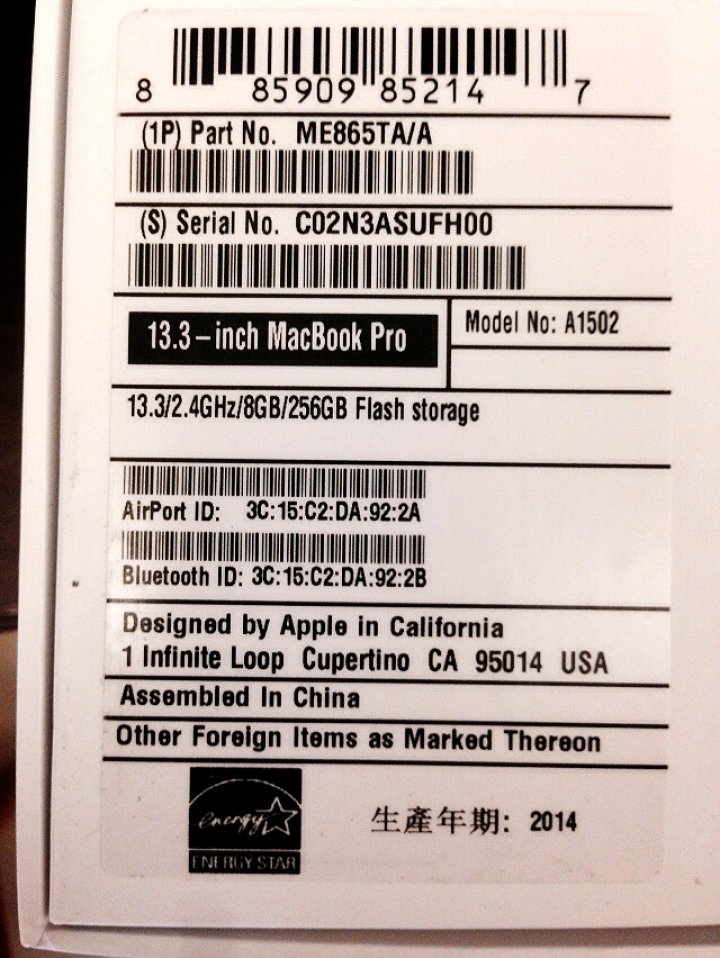 8 85909 85214 7
(1P) Part No. ME865TA/A
(S) Serial No. C02N3ASUFH00
13.3-inch MacBook Pro
Model No: A1502
13.3/2.4GHz/8GB/256GB Flash storage
AirPort ID: 3C:15:C2:DA:92:2A
Bluetooth ID: 3C:15:C2:DA:92:2B
Designed by Apple in California
1 Infinite Loop Cupertino CA 95014 USA
Assembled In China
Other Foreign Items as Marked Thereon
energy
ENERGY STAR
生產年期: 2014